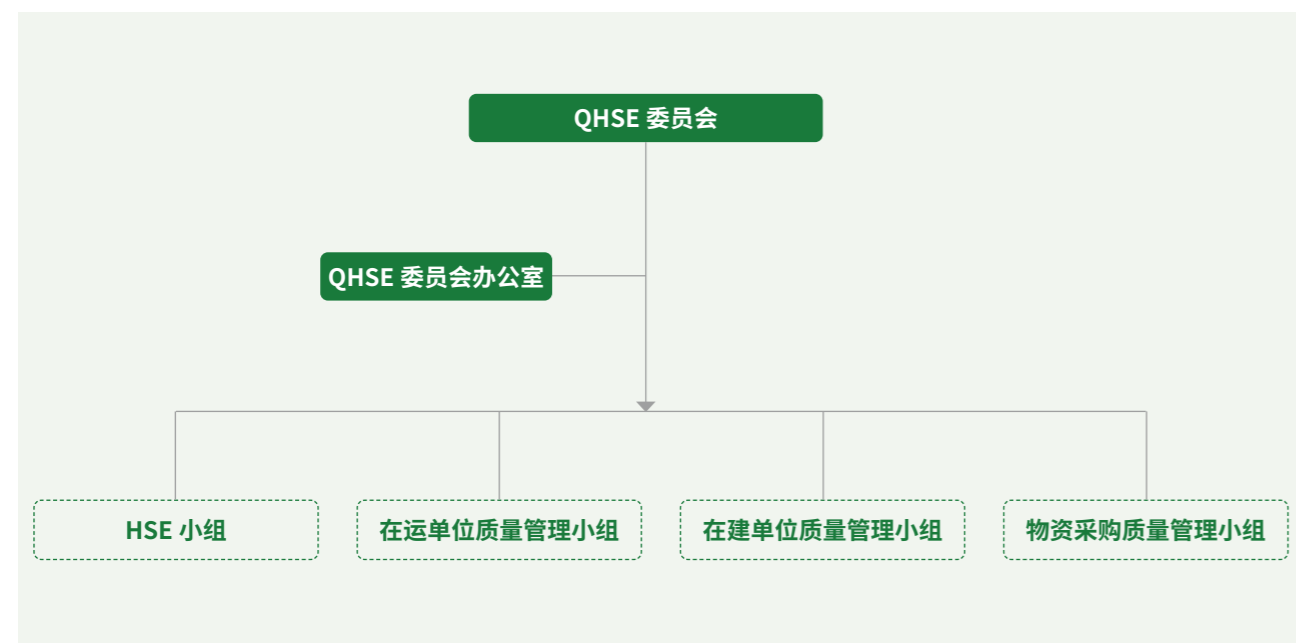 QHSE 委员会
QHSE 委员会办公室
HSE 小组
在运单位质量管理小组
在建单位质量管理小组
物资采购质量管理小组